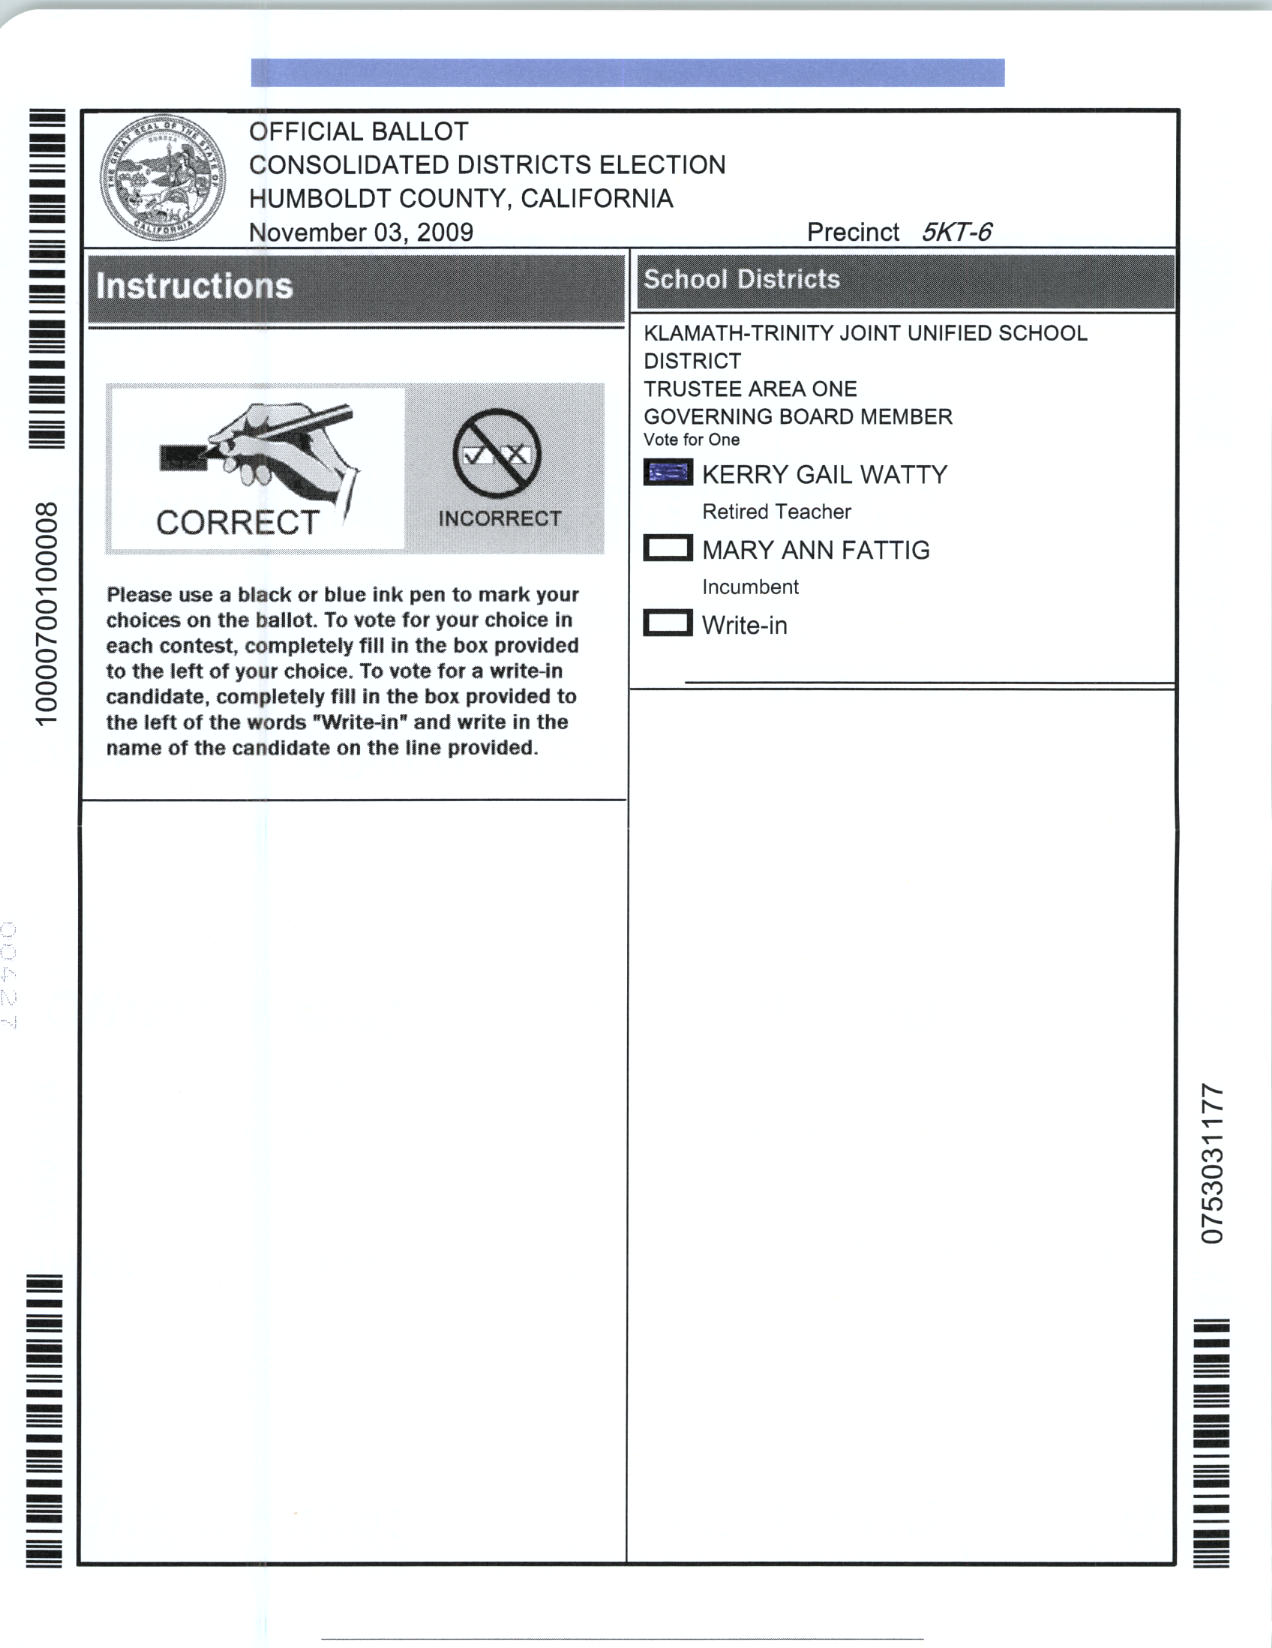 OFFICIAL BALLOT
CONSOLIDATED DISTRICTS ELECTION
HUMBOLDT COUNTY, CALIFORNIA
November 03, 2009
Precinct 5KT-6
THE GREAT SEAL OF THE STATE OF CALIFORNIA
EUREKA
Instructions
CORRECT
INCORRECT
Please use a black or blue ink pen to mark your
choices on the ballot. To vote for your choice in
each contest, completely fill in the box provided
to the left of your choice. To vote for a write-in
candidate, completely fill in the box provided to
the left of the words "Write-in" and write in the
name of the candidate on the line provided.
School Districts
KLAMATH-TRINITY JOINT UNIFIED SCHOOL
DISTRICT
TRUSTEE AREA ONE
GOVERNING BOARD MEMBER
Vote for One
KERRY GAIL WATTY
Retired Teacher
MARY ANN FATTIG
Incumbent
Write-in
10000700100008
00427
0753031177